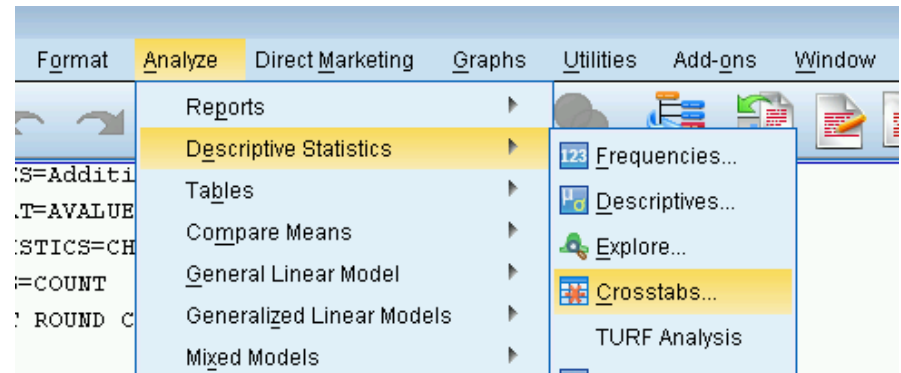 Format Analyze Direct Marketing Graphs Utilities Add-ons Window
Reports
Descriptive Statistics
Tables
Compare Means
General Linear Model
Generalized Linear Models
Mixed Models
123 Frequencies...
μσ Descriptives...
Explore...
Crosstabs...
TURF Analysis
S=Additi
T=AVALUE
STICS=CH
=COUNT
ROUND C